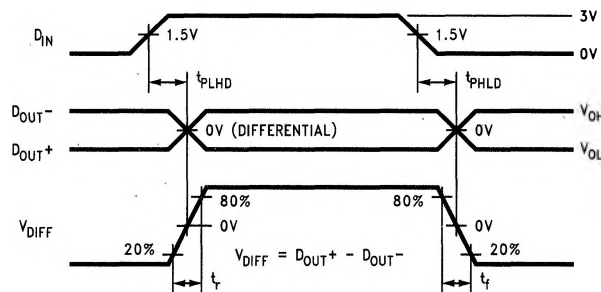 3V
D_IN 1.5V 1.5V
0V
t_PLHD t_PHLD
D_OUT- V_OH
0V (DIFFERENTIAL) 0V
D_OUT+ V_OL
80% 80%
V_DIFF 0V 0V
20% V_DIFF = D_OUT+ - D_OUT- 20%
t_r t_f